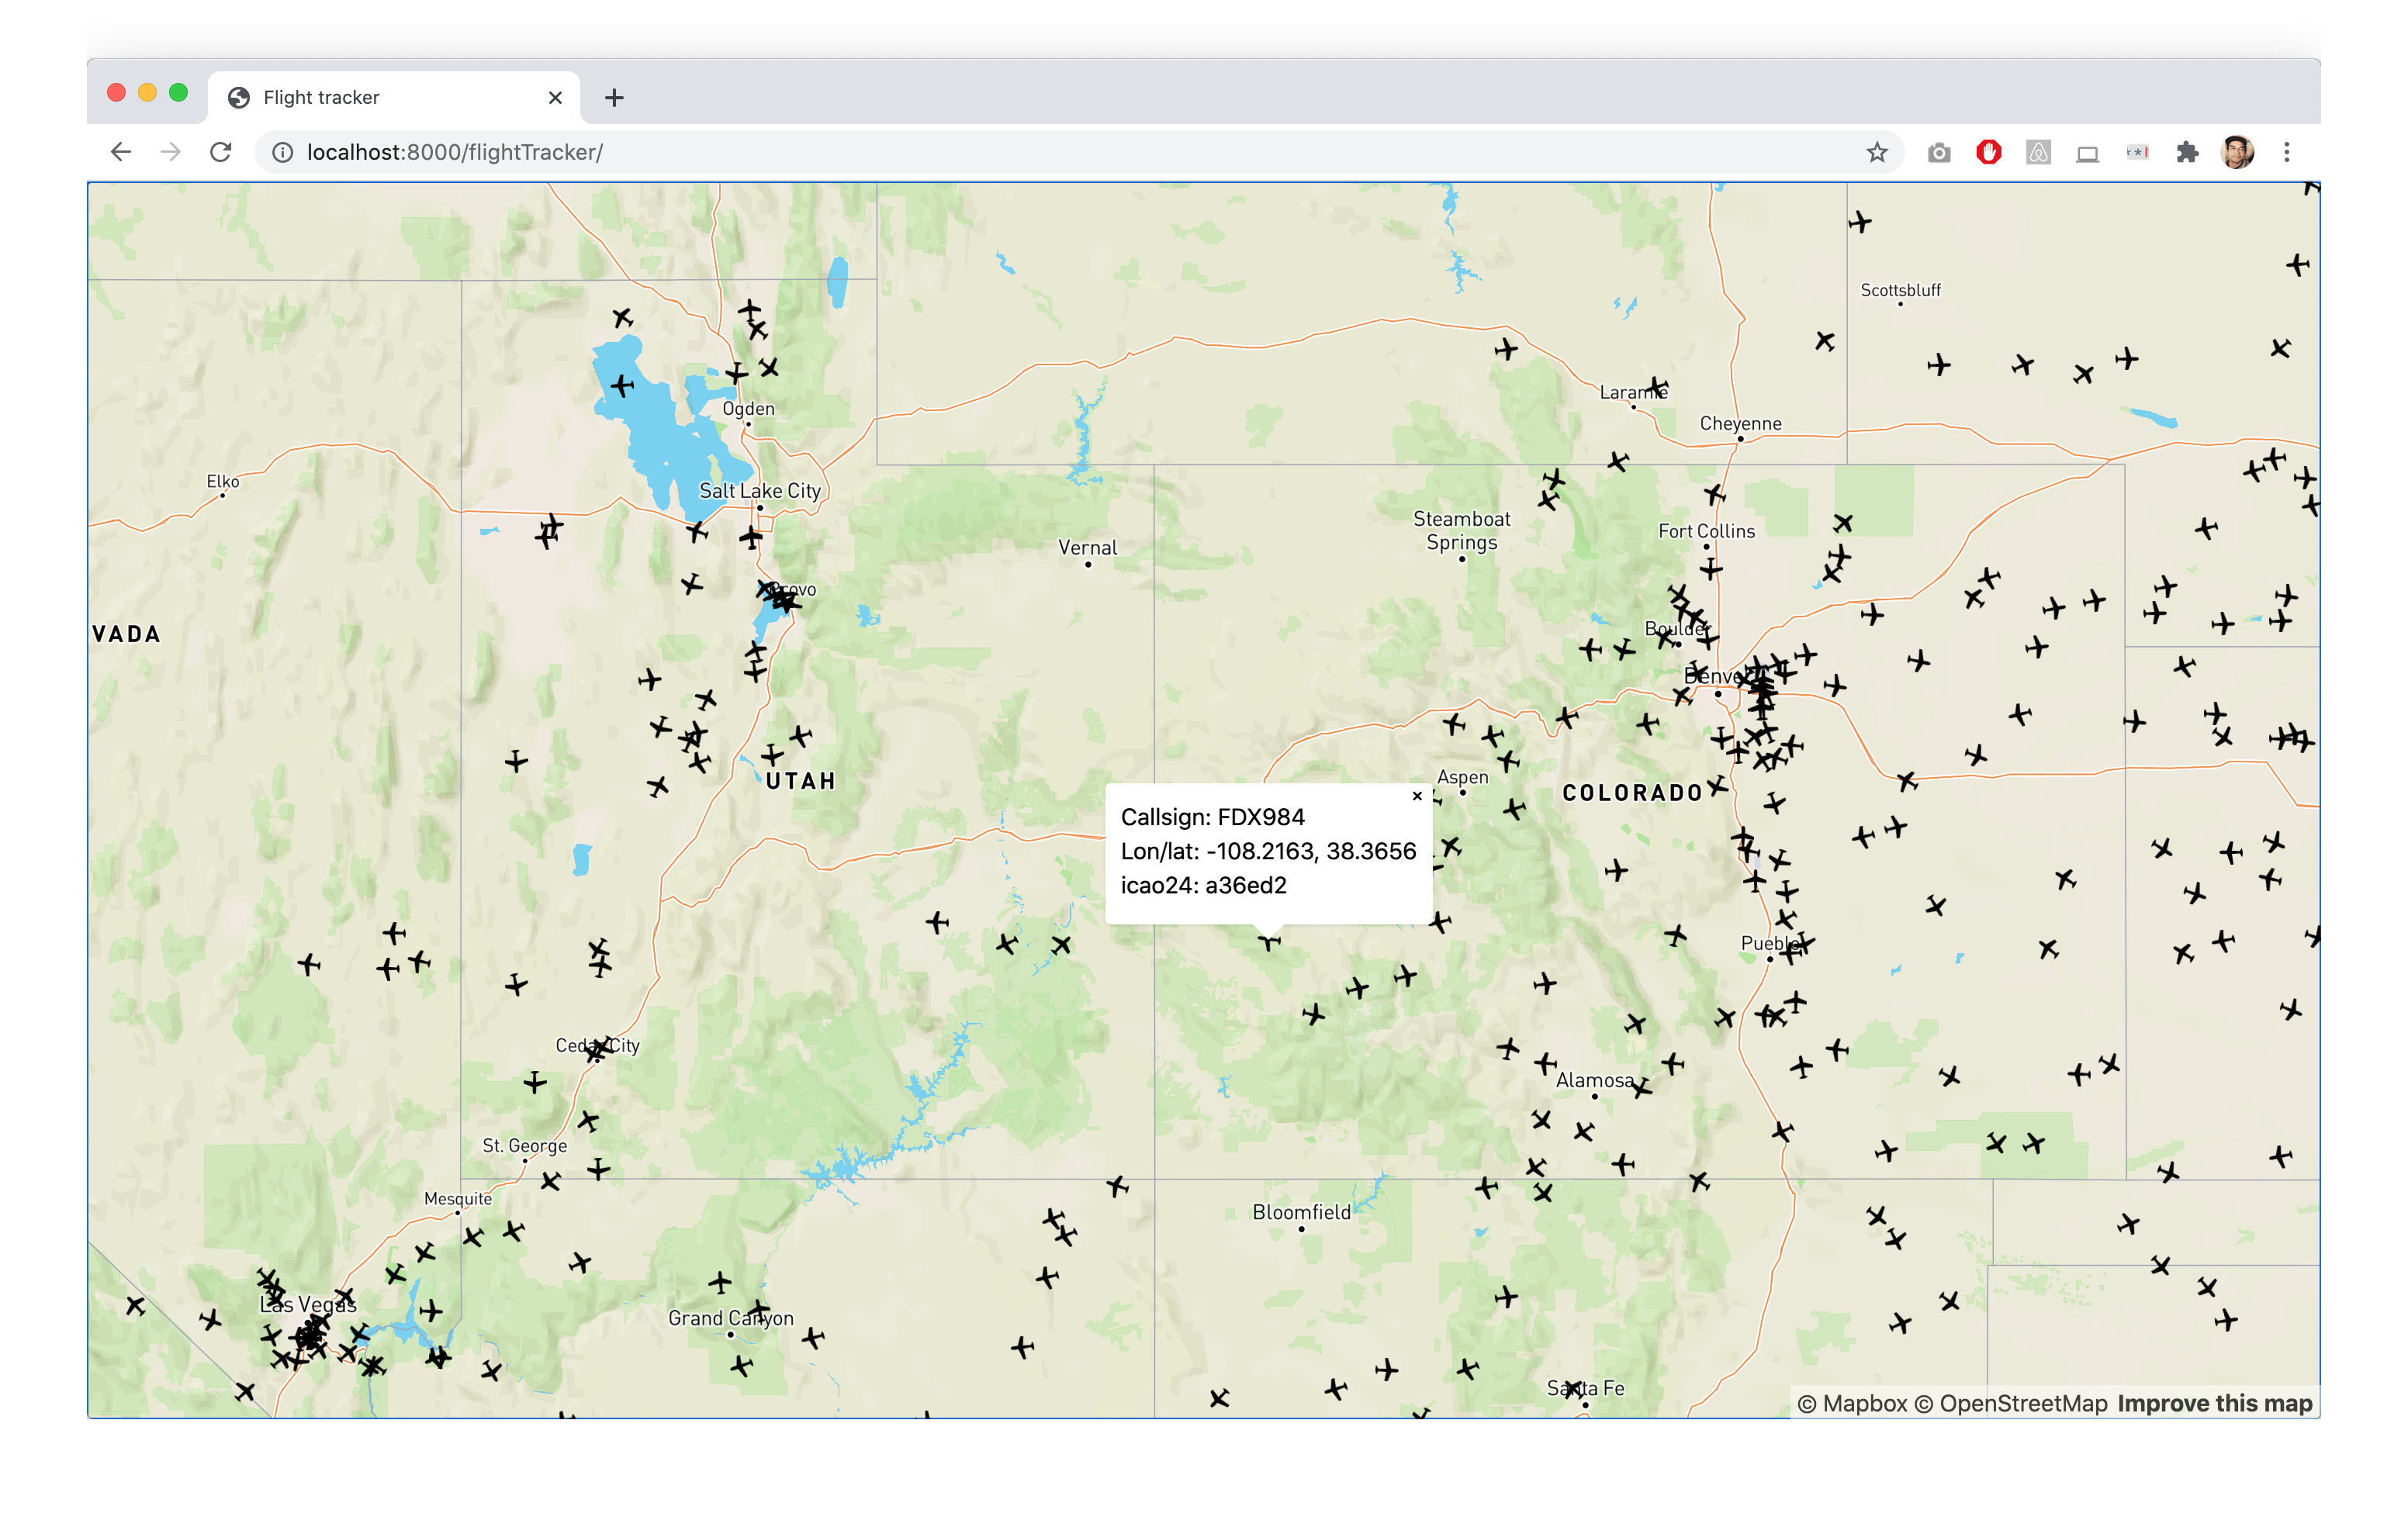 Flight tracker
localhost:8000/flightTracker/
Scottsbluff
Laramie
Ogden
Cheyenne
Elko
Salt Lake City
Steamboat
Springs
Fort Collins
Vernal
Provo
VADA
Boulder
Denver
UTAH
Aspen
COLORADO
Callsign: FDX984
Lon/lat: -108.2163, 38.3656
icao24: a36ed2
Pueblo
Cedar City
Alamosa
St. George
Mesquite
Bloomfield
Las Vegas
Grand Canyon
Santa Fe
© Mapbox © OpenStreetMap Improve this map